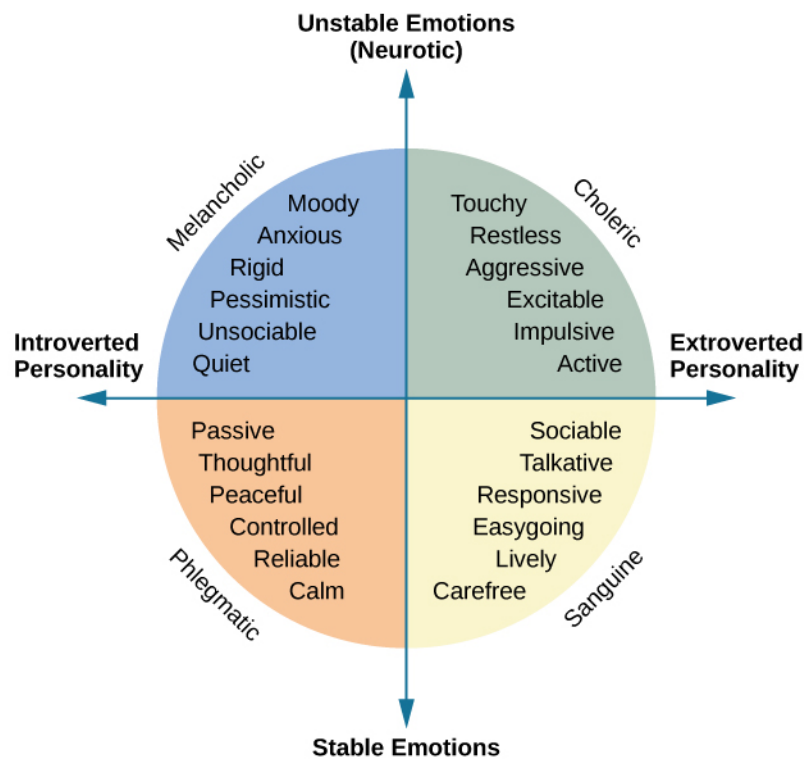 Unstable Emotions
(Neurotic)
Melancholic
Choleric
Moody
Anxious
Rigid
Pessimistic
Unsociable
Quiet
Touchy
Restless
Aggressive
Excitable
Impulsive
Active
Introverted
Personality
Extroverted
Personality
Passive
Thoughtful
Peaceful
Controlled
Reliable
Calm
Sociable
Talkative
Responsive
Easygoing
Lively
Carefree
Phlegmatic
Sanguine
Stable Emotions